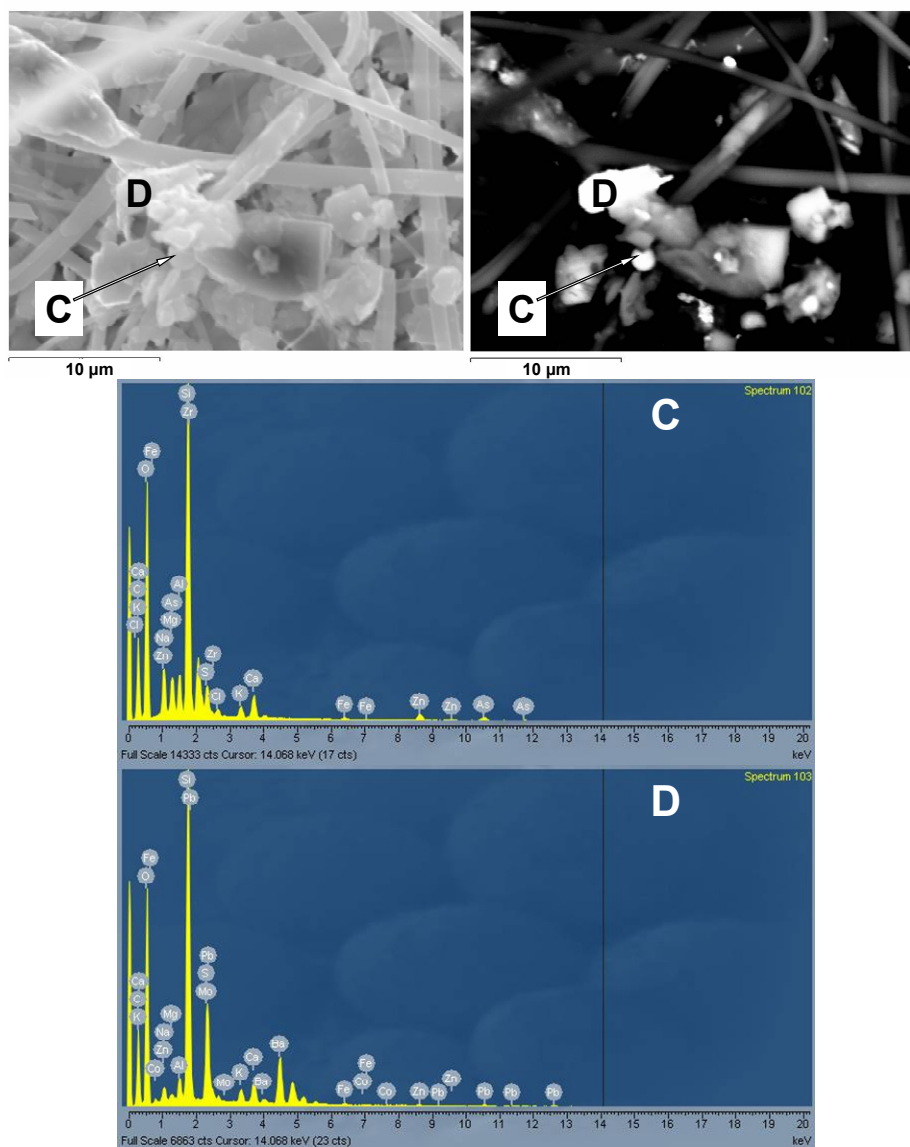 D
C
10 µm
D
C
10 µm
Spectrum 102
C
Si
Zr
Fe
O
Ca
C
K
Cl
Al
As
Mg
Na
Zn
Zr
S
Cl
K
Ca
Fe
Fe
Zn
Zn
As
As
0 1 2 3 4 5 6 7 8 9 10 11 12 13 14 15 16 17 18 19 20
Full Scale 14333 cts Cursor: 14.068 keV (17 cts)
keV
Spectrum 103
D
Si
Pb
Fe
O
Ca
C
K
Co
Mg
Na
Zn
Al
Pb
S
Mo
Mo
K
Ca
Ba
Ba
Fe
Fe
Co
Co
Zn
Pb
Zn
Pb
Pb
Pb
0 1 2 3 4 5 6 7 8 9 10 11 12 13 14 15 16 17 18 19 20
Full Scale 6863 cts Cursor: 14.068 keV (23 cts)
keV